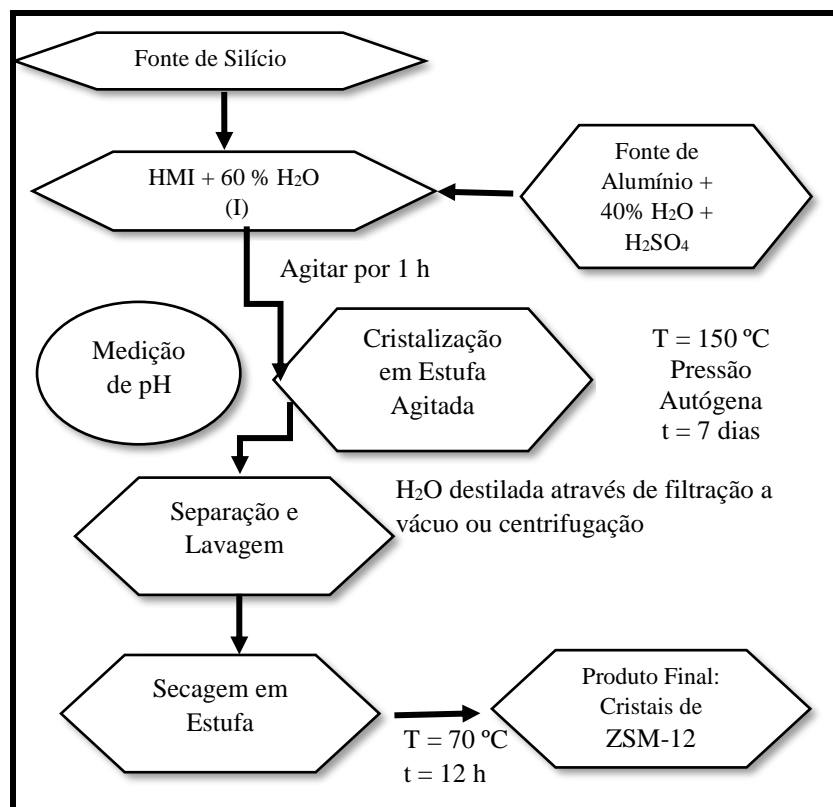 Fonte de Silício
HMI + 60 % H₂O
(I)
Fonte de
Alumínio +
40% H₂O +
H₂SO₄
Agitar por 1 h
Medição
de pH
Cristalização
em Estufa
Agitada
T = 150 ºC
Pressão
Autógena
t = 7 dias
Separação e
Lavagem
H₂O destilada através de filtração a
vácuo ou centrifugação
Secagem em
Estufa
T = 70 ºC
t = 12 h
Produto Final:
Cristais de
ZSM-12